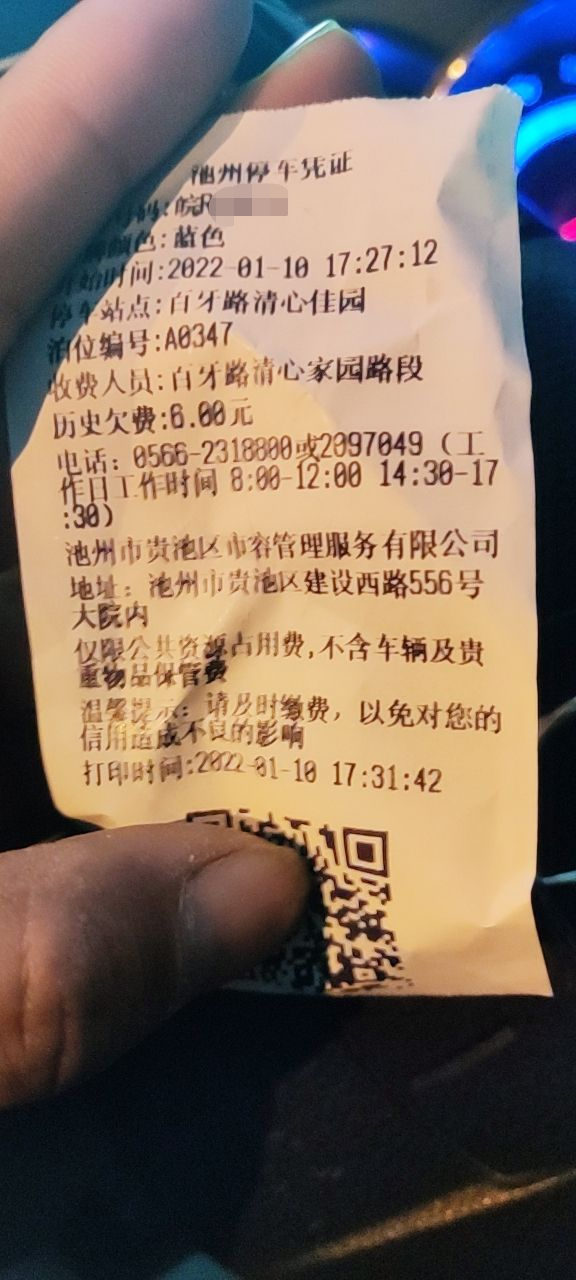 池州停车凭证
号码:皖R
颜色:蓝色
开始时间:2022-01-10 17:27:12
停车站点:百牙路清心佳园
泊位编号:A0347
收费人员:百牙路清心家园路段
历史欠费:6.00元
电话: 0566-2318800或2097049 (工
作日工作时间 8:00-12:00 14:30-17
:30)
池州市贵池区市容管理服务有限公司
地址: 池州市贵池区建设西路556号
大院内
仅限公共资源占用费,不含车辆及贵
重物品保管费
温馨提示: 请及时缴费, 以免对您的
信用造成不良的影响
打印时间:2022-01-10 17:31:42